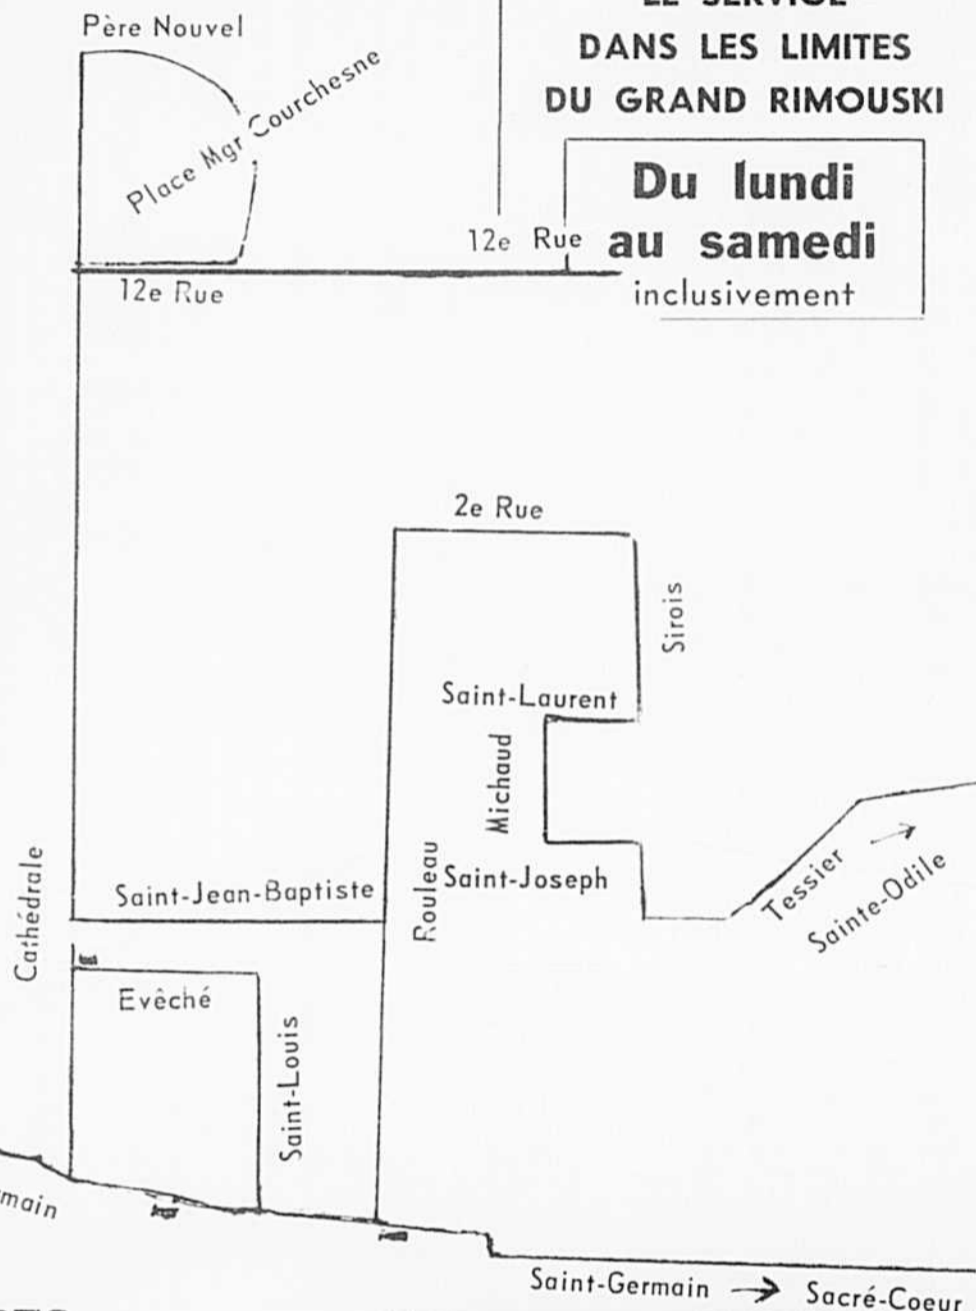 LE SERVICE
DANS LES LIMITES
DU GRAND RIMOUSKI
Du lundi
au samedi
inclusivement
Père Nouvel
Place Mgr Courchesne
12e Rue
12e Rue
2e Rue
Sirois
Saint-Laurent
Michaud
Saint-Joseph
Rouleau
Tessier
Sainte-Odile
Cathédrale
Saint-Jean-Baptiste
Evêché
Saint-Louis
Saint-Germain → Sacré-Coeur